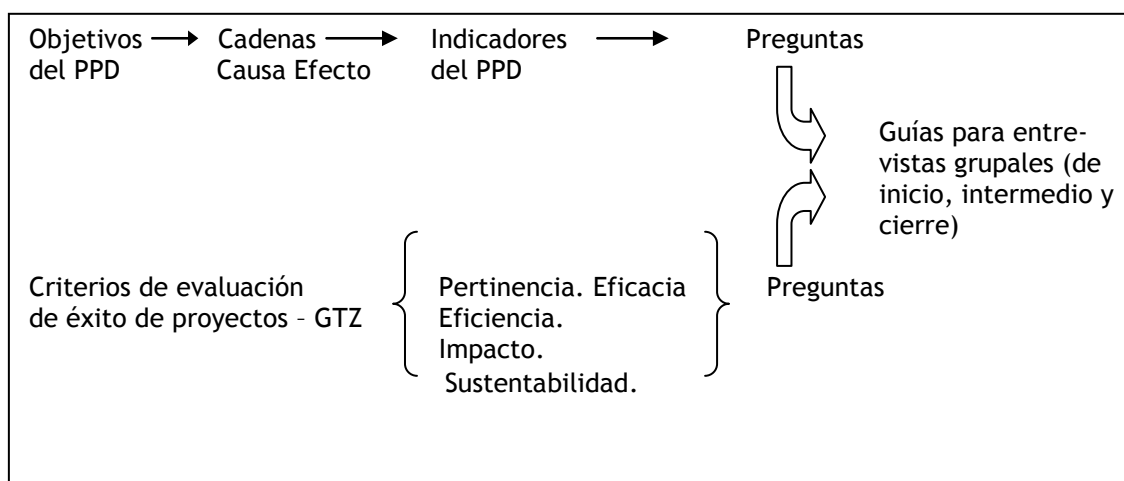 Objetivos del PPD
Cadenas Causa Efecto
Indicadores del PPD
Preguntas
Guías para entre-
vistas grupales (de
inicio, intermedio y
cierre)
Criterios de evaluación
de éxito de proyectos – GTZ
Pertinencia. Eficacia
Eficiencia.
Impacto.
Sustentabilidad.
Preguntas